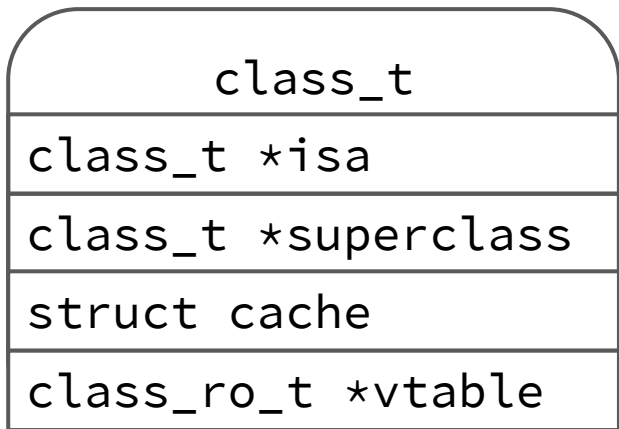 class_t
class_t *isa
class_t *superclass
struct cache
class_ro_t *vtable